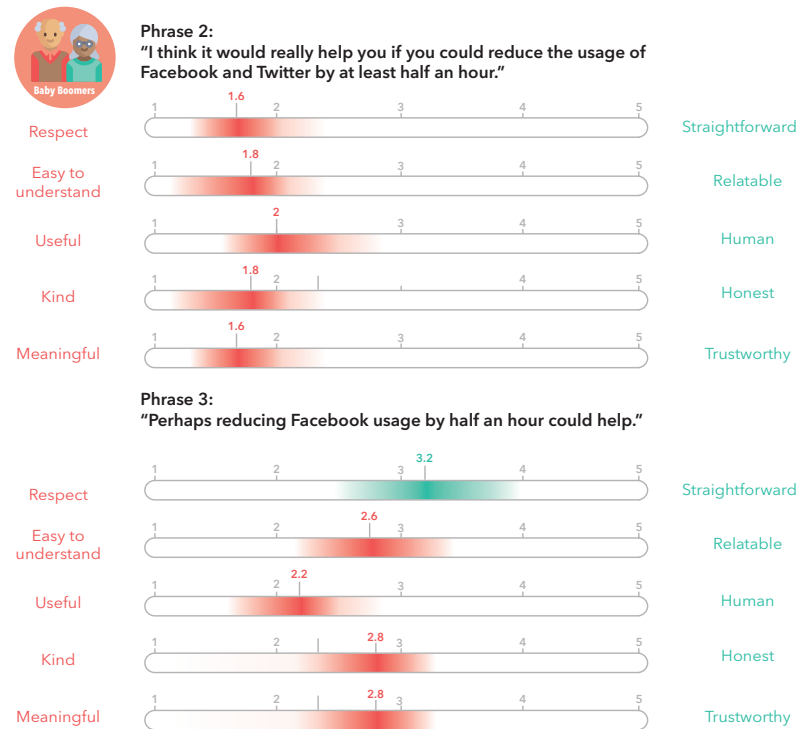 Baby Boomers
Phrase 2:
“I think it would really help you if you could reduce the usage of
Facebook and Twitter by at least half an hour.”
1.6
1 2 3 4 5
Respect
Straightforward
1.8
1 2 3 4 5
Easy to
understand
Relatable
2
1 3 4 5
Useful
Human
1.8
1 2 4 5
Kind
Honest
1.6
1 2 3 4 5
Meaningful
Trustworthy
Phrase 3:
“Perhaps reducing Facebook usage by half an hour could help.”
3.2
1 2 3 4 5
Respect
Straightforward
2.6
1 2 3 4 5
Easy to
understand
Relatable
2.2
1 2 3 4 5
Useful
Human
2.8
1 2 3 4 5
Kind
Honest
2.8
1 2 3 4 5
Meaningful
Trustworthy